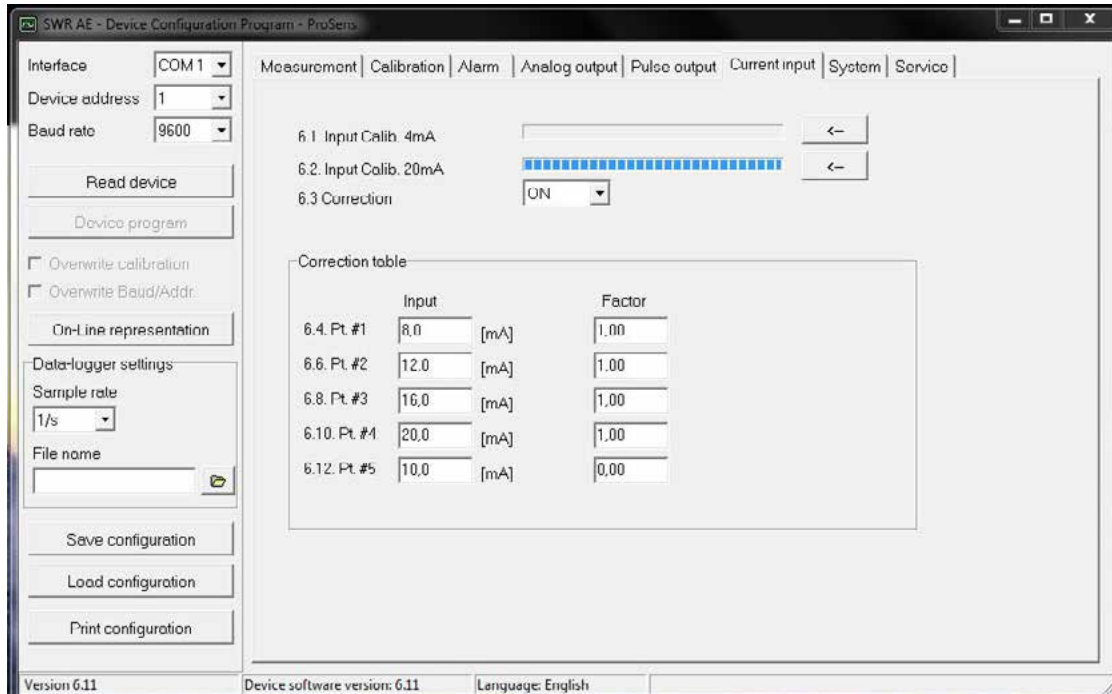 SWR AE - Device Configuration Program - ProSens
Interface
COM 1
Device address
1
Baud rate
9600
Read device
Device program
Overwrite calibration
Overwrite Baud/Addr.
On-Line representation
Data-logger settings
Sample rate
1/s
File name
Save configuration
Load configuration
Print configuration
Measurement Calibration Alarm Analog output Pulse output Current input System Service
6.1 Input Calib. 4mA <--
6.2. Input Calib. 20mA <--
6.3 Correction ON
Correction table
Input Factor
6.4. Pt. #1 8,0 [mA] 1,00
6.6. Pt. #2 12.0 [mA] 1.00
6.8. Pt. #3 16,0 [mA] 1,00
6.10. Pt. #4 20,0 [mA] 1,00
6.12. Pt. #5 10,0 [mA] 0,00
Version 6.11 Device software version: 6.11 Language: English